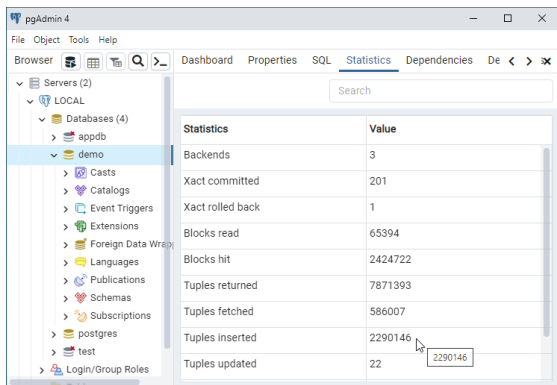 pgAdmin 4
File Object Tools Help
Browser Dashboard Properties SQL Statistics Dependencies De
Servers (2)
LOCAL
Databases (4)
appdb
demo
Casts
Catalogs
Event Triggers
Extensions
Foreign Data Wrap
Languages
Publications
Schemas
Subscriptions
postgres
test
Login/Group Roles
Search
Statistics Value
Backends 3
Xact committed 201
Xact rolled back 1
Blocks read 65394
Blocks hit 2424722
Tuples returned 7871393
Tuples fetched 586007
Tuples inserted 2290146
2290146
Tuples updated 22